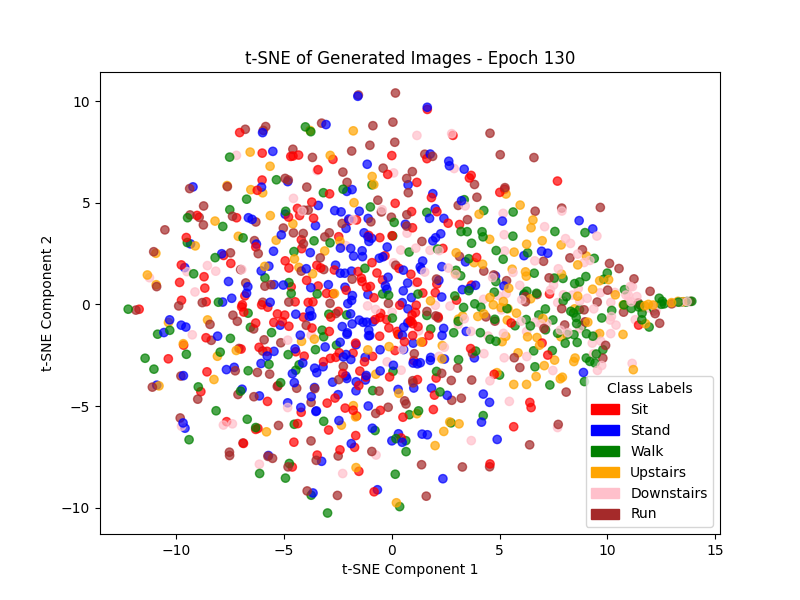 t-SNE of Generated Images - Epoch 130
10
5
0
−5
−10
t-SNE Component 2
−10
−5
0
5
10
15
t-SNE Component 1
Class Labels
Sit
Stand
Walk
Upstairs
Downstairs
Run